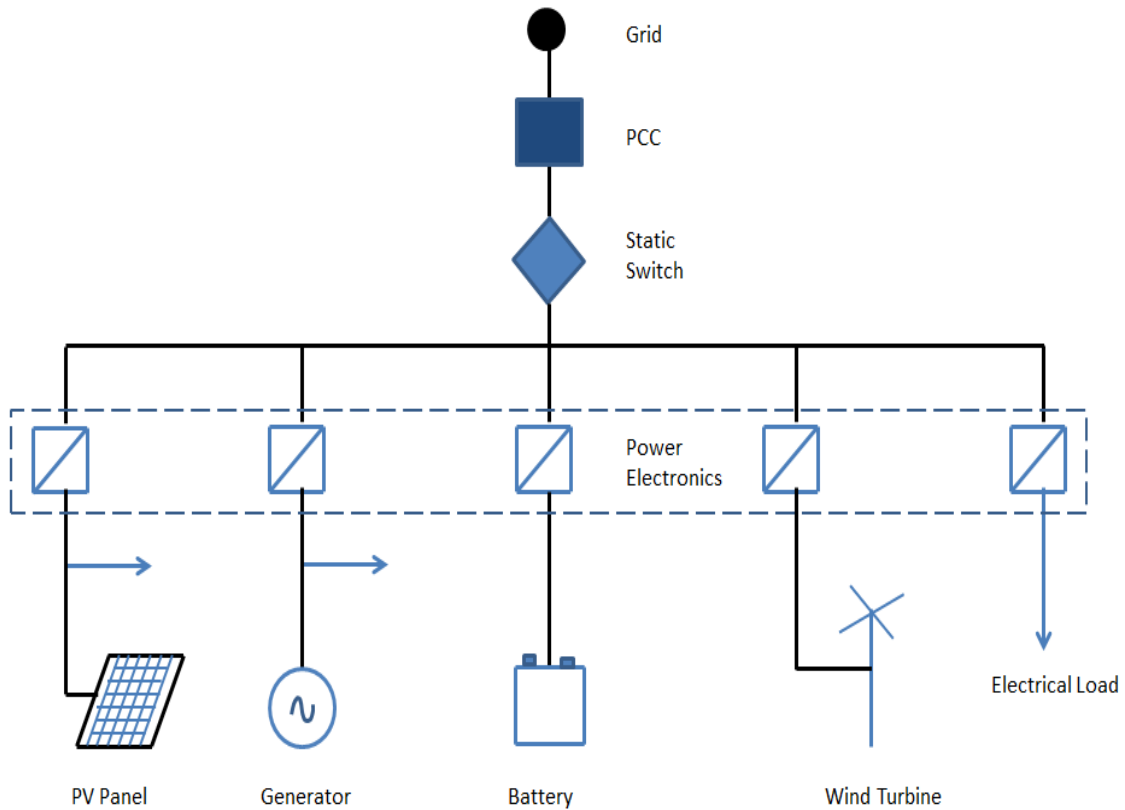 Grid
PCC
Static
Switch
Power
Electronics
Electrical Load
PV Panel
Generator
Battery
Wind Turbine